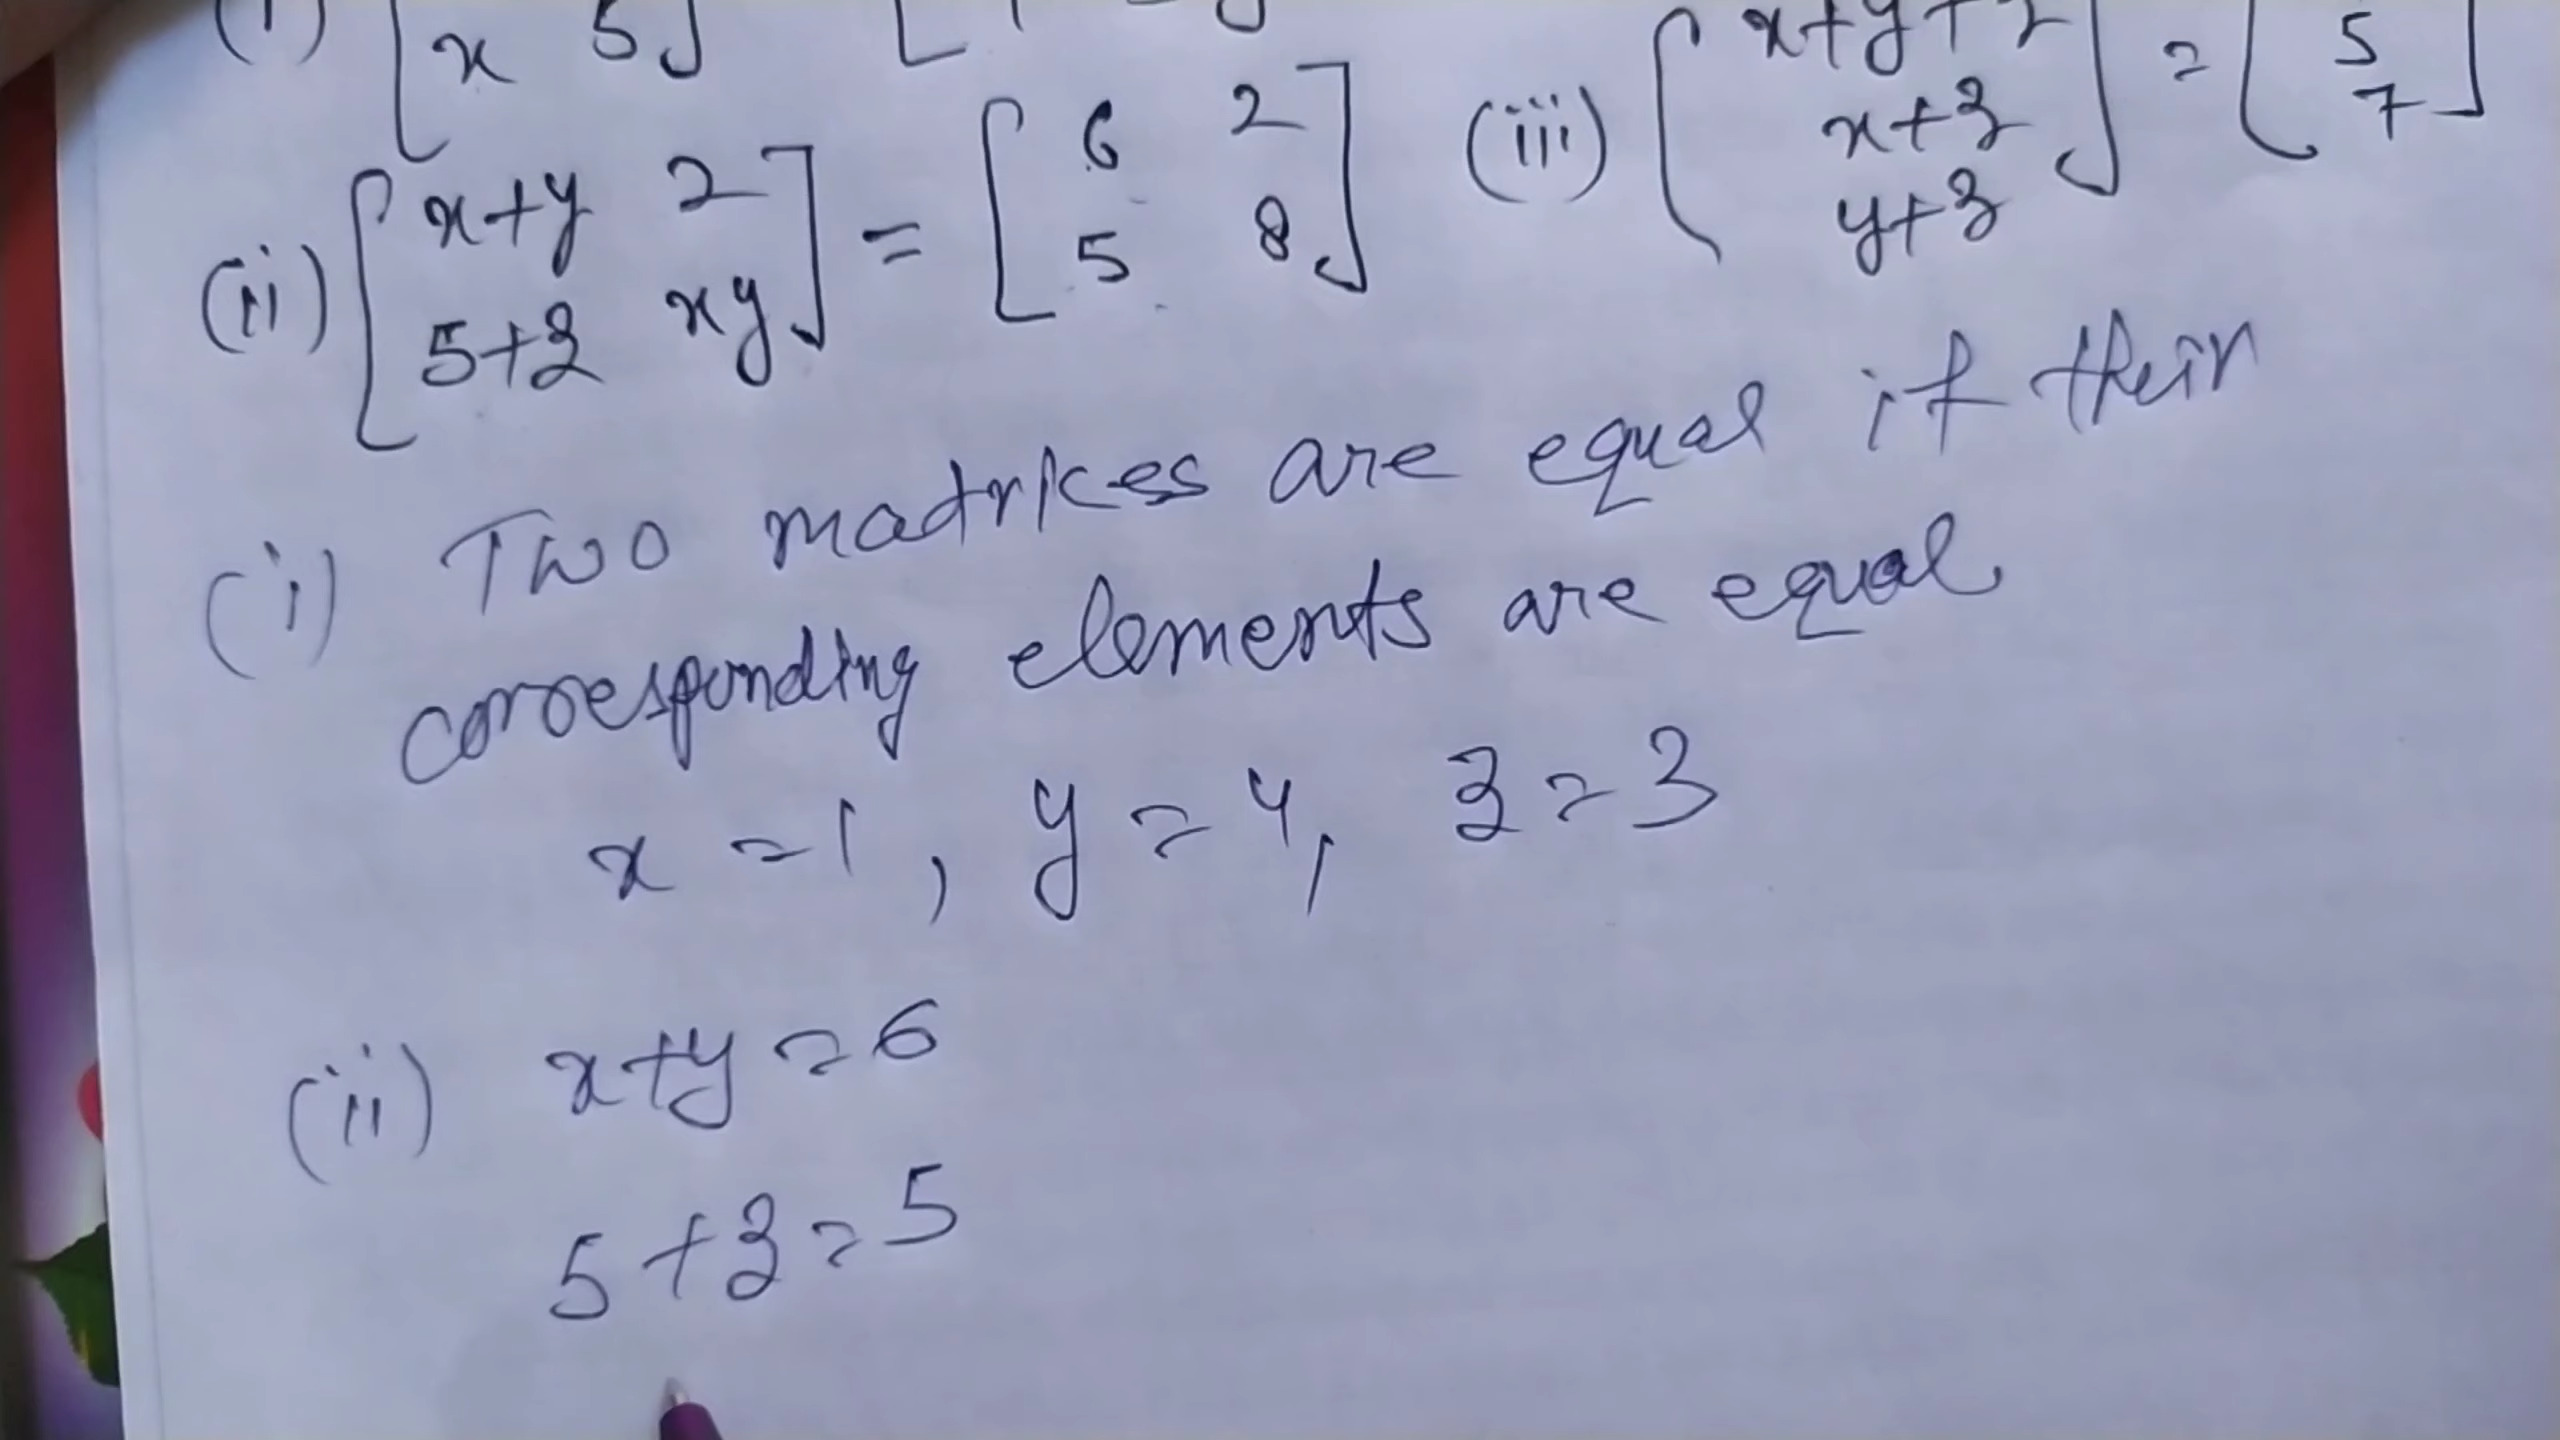 (i) [x 5]
(ii) [x+y 2
5+z xy] = [6 2
5 8]
(iii) [x+y+z
x+z
y+z] = [5
7]
(i) Two matrices are equal if their
corresponding elements are equal
x = 1, y = 4, z = 3
(ii) x+y = 6
5+z = 5